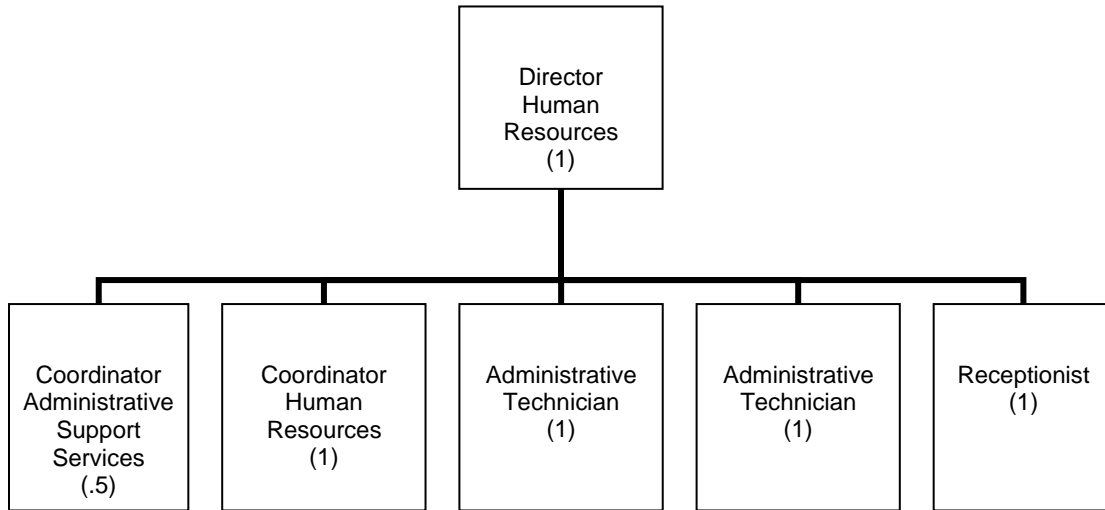 Director
Human
Resources
(1)
Coordinator
Administrative
Support
Services
(.5)
Coordinator
Human
Resources
(1)
Administrative
Technician
(1)
Administrative
Technician
(1)
Receptionist
(1)